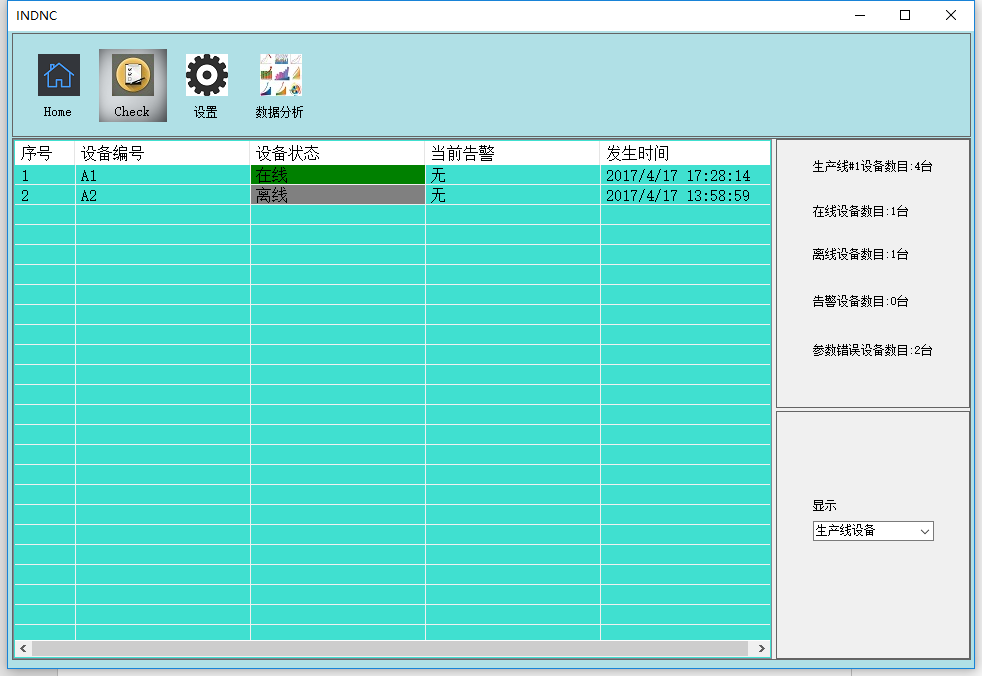 INDNC
Home Check 设置 数据分析
序号 设备编号 设备状态 当前告警 发生时间
1 A1 在线 无 2017/4/17 17:28:14
2 A2 离线 无 2017/4/17 13:58:59
生产线#1设备数目:4台
在线设备数目:1台
离线设备数目:1台
告警设备数目:0台
参数错误设备数目:2台
显示
生产线设备